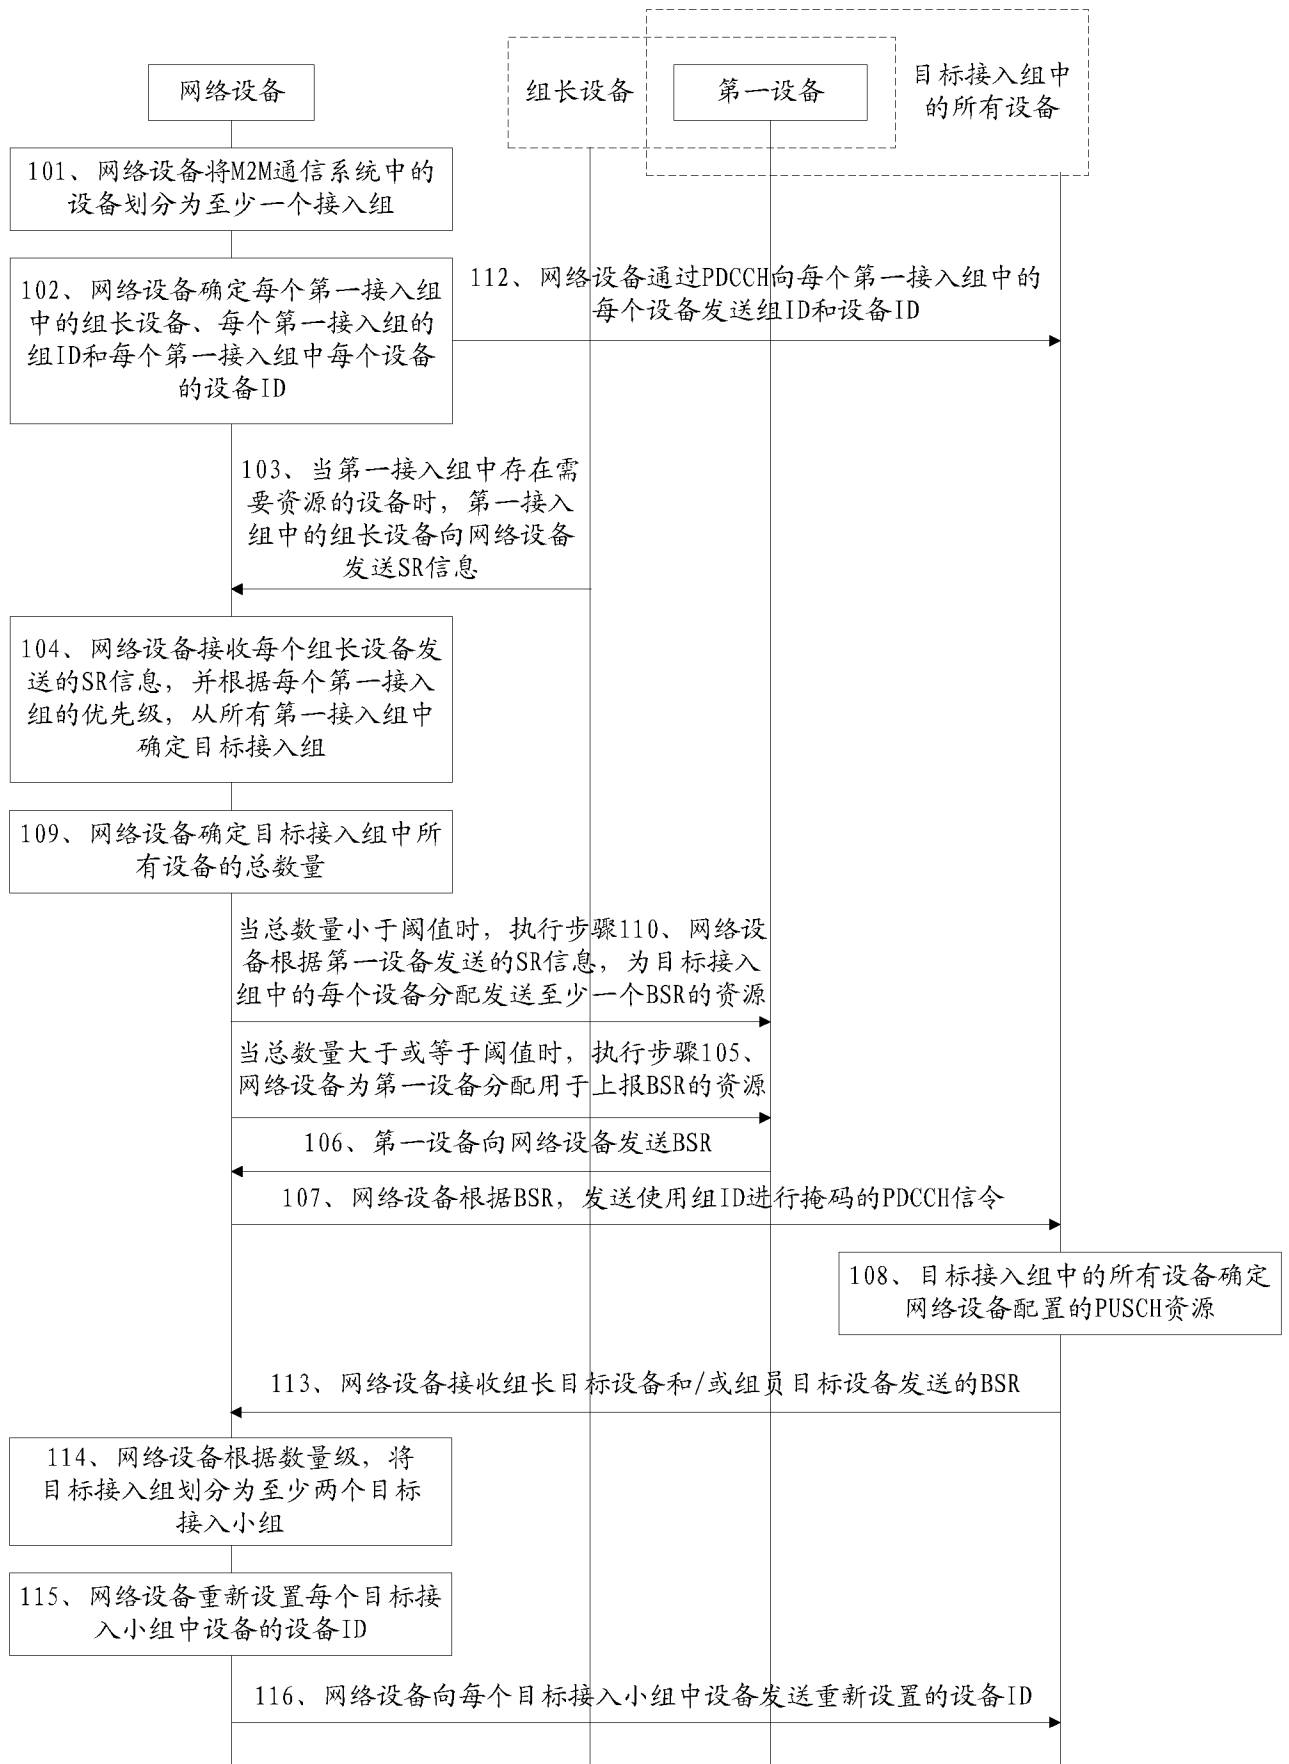 网络设备
组长设备
第一设备
目标接入组中
的所有设备
101、网络设备将M2M通信系统中的
设备划分为至少一个接入组
102、网络设备确定每个第一接入组
中的组长设备、每个第一接入组的
组ID和每个第一接入组中每个设备
的设备ID
112、网络设备通过PDCCH向每个第一接入组中的
每个设备发送组ID和设备ID
103、当第一接入组中存在需
要资源的设备时，第一接入
组中的组长设备向网络设备
发送SR信息
104、网络设备接收每个组长设备发
送的SR信息，并根据每个第一接入
组的优先级，从所有第一接入组中
确定目标接入组
109、网络设备确定目标接入组中所
有设备的总数量
当总数量小于阈值时，执行步骤110、网络设
备根据第一设备发送的SR信息，为目标接入
组中的每个设备分配发送至少一个BSR的资源
当总数量大于或等于阈值时，执行步骤105、
网络设备为第一设备分配用于上报BSR的资源
106、第一设备向网络设备发送BSR
107、网络设备根据BSR，发送使用组ID进行掩码的PDCCH信令
108、目标接入组中的所有设备确定
网络设备配置的PUSCH资源
113、网络设备接收组长目标设备和/或组员目标设备发送的BSR
114、网络设备根据数量级，将
目标接入组划分为至少两个目标
接入小组
115、网络设备重新设置每个目标接
入小组中设备的设备ID
116、网络设备向每个目标接入小组中设备发送重新设置的设备ID